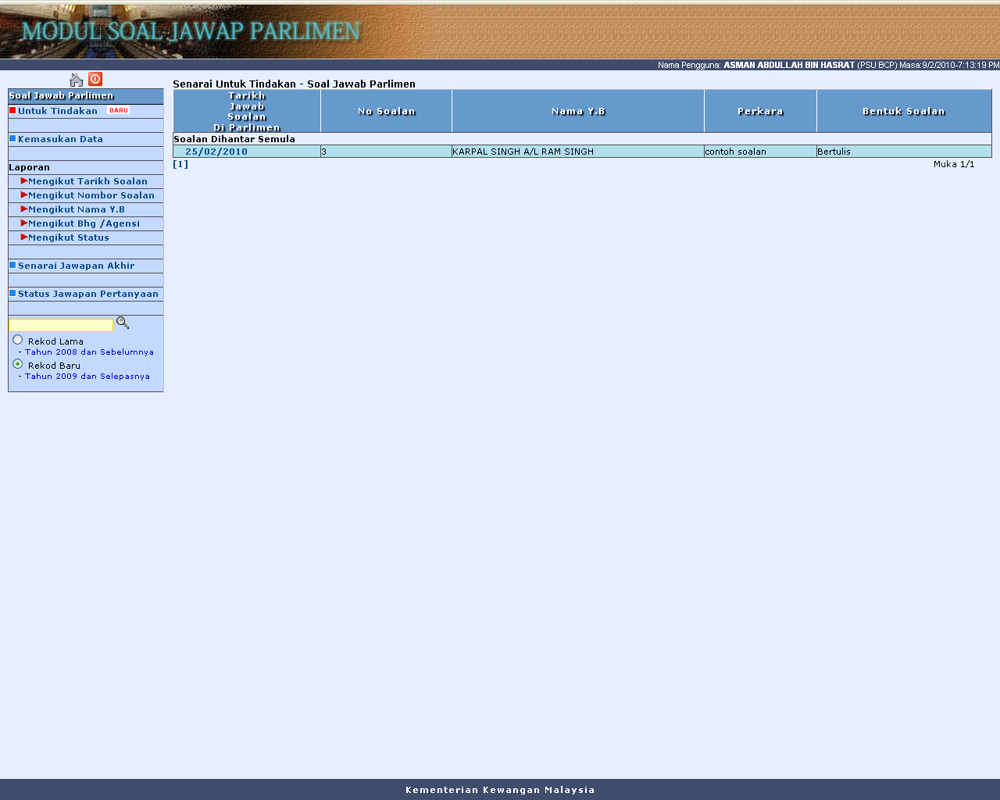 MODUL SOAL JAWAP PARLIMEN
Nama Pengguna: ASMAN ABDULLAH BIN HASRAT (PSU BCP) Masa:9/2/2010-7:13:19 PM
Soal Jawab Parlimen
Untuk Tindakan BARU
Kemasukan Data
Laporan
Mengikut Tarikh Soalan
Mengikut Nombor Soalan
Mengikut Nama Y.B
Mengikut Bhg /Agensi
Mengikut Status
Senarai Jawapan Akhir
Status Jawapan Pertanyaan
Rekod Lama
- Tahun 2008 dan Sebelumnya
Rekod Baru
- Tahun 2009 dan Selepasnya
Senarai Untuk Tindakan - Soal Jawab Parlimen
Tarikh
Jawab
Soalan
Di Parlimen
No Soalan
Nama Y.B
Perkara
Bentuk Soalan
Soalan Dihantar Semula
25/02/2010 3 KARPAL SINGH A/L RAM SINGH contoh soalan Bertulis
[1] Muka 1/1
Kementerian Kewangan Malaysia